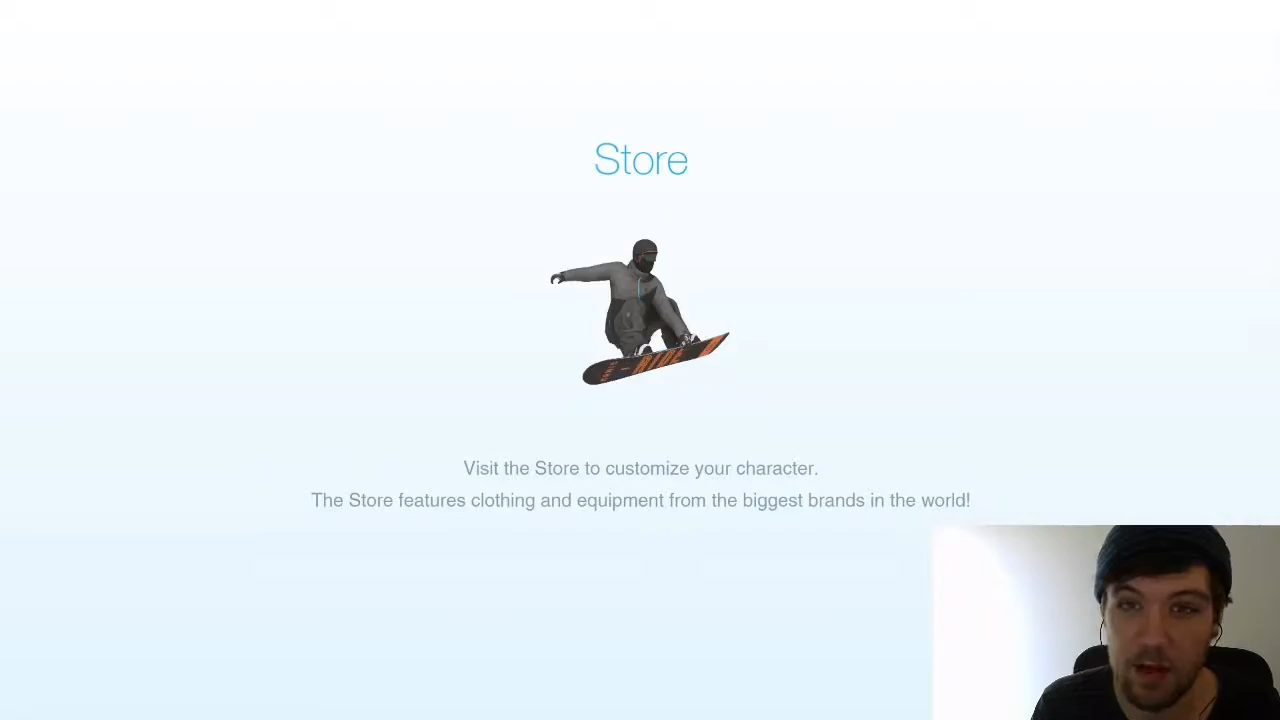 Store
Visit the Store to customize your character.
The Store features clothing and equipment from the biggest brands in the world!